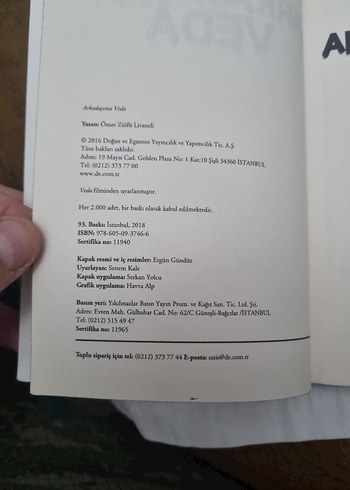 Arkadaşıma Veda
Yazan: Ömer Zülfü Livaneli
© 2016 Doğan ve Egmont Yayıncılık ve Yapımcılık Tic. A.Ş.
Tüm hakları saklıdır.
Adres: 19 Mayıs Cad. Golden Plaza No: 1 Kat:10 Şişli 34360 İSTANBUL
Tel: (0212) 373 77 00
www.de.com.tr
Veda filminden uyarlanmıştır.
Her 2.000 adet, bir baskı olarak kabul edilmektedir.
93. Baskı: İstanbul, 2018
ISBN: 978-605-09-3746-6
Sertifika no: 11940
Kapak resmi ve iç resimler: Ergün Gündüz
Uyarlayan: Senem Kale
Kapak uygulama: Serkan Yolcu
Grafik uygulama: Havva Alp
Basım yeri: Yıkılmazlar Basın Yayın Prom. ve Kağıt San. Tic. Ltd. Şti.
Adres: Evren Mah. Gülbahar Cad. No: 62/C Güneşli-Bağcılar /İSTANBUL
Tel: (0212) 515 49 47
Sertifika no: 11965
Toplu sipariş için tel: (0212) 373 77 44 E-posta: satis@de.com.tr
VEDA